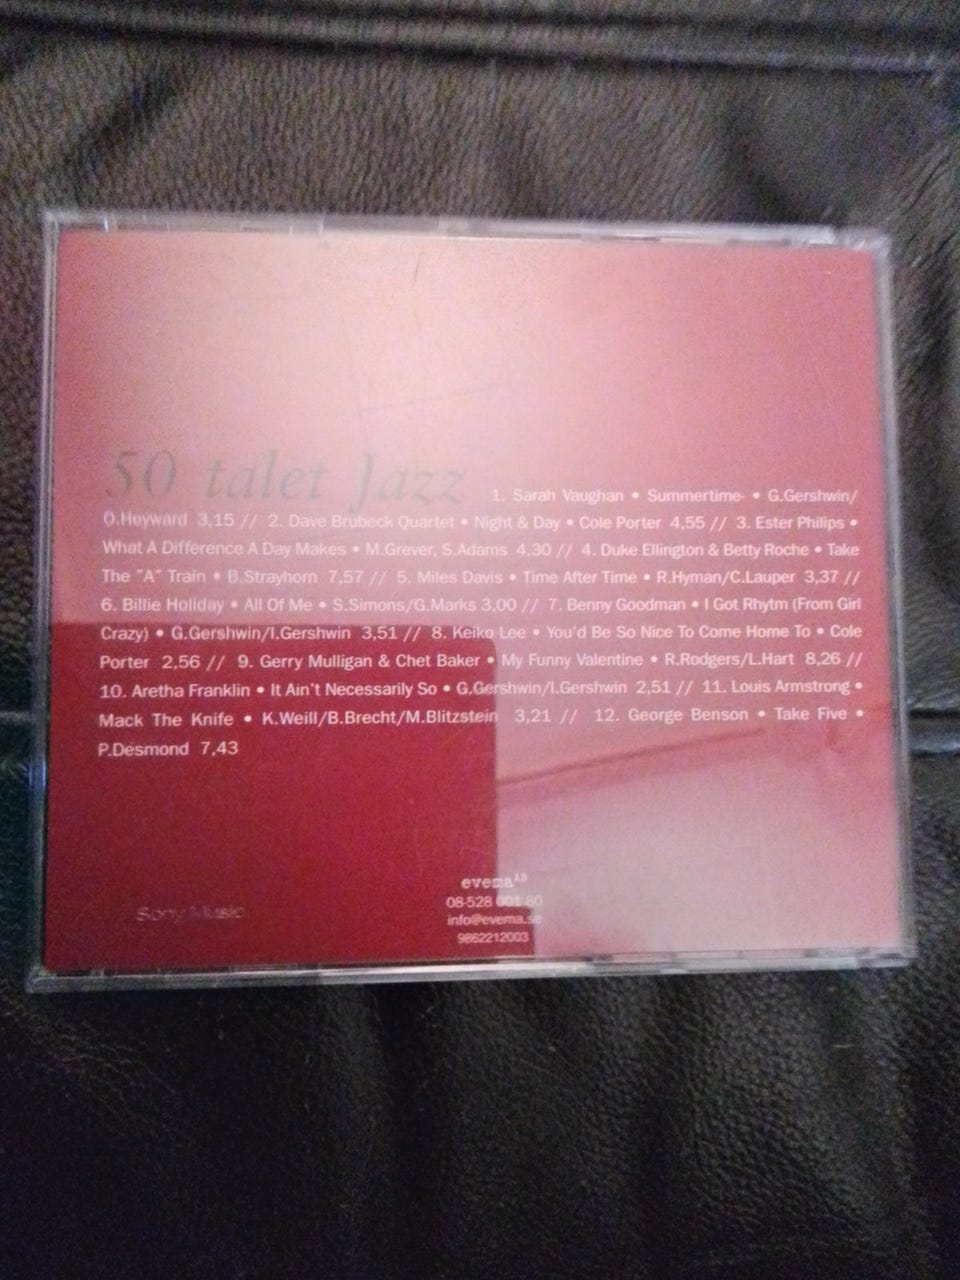 50 talet Jazz 1. Sarah Vaughan • Summertime- • G.Gershwin/
O.Heyward 3,15 // 2. Dave Brubeck Quartet • Night & Day • Cole Porter 4,55 // 3. Ester Philips •
What A Difference A Day Makes • M.Grever, S.Adams 4,30 // 4. Duke Ellington & Betty Roche • Take
The "A" Train • B.Strayhorn 7,57 // 5. Miles Davis • Time After Time • R.Hyman/C.Lauper 3,37 //
6. Billie Holiday • All Of Me • S.Simons/G.Marks 3,00 // 7. Benny Goodman • I Got Rhytm (From Girl
Crazy) • G.Gershwin/I.Gershwin 3,51 // 8. Keiko Lee • You'd Be So Nice To Come Home To • Cole
Porter 2,56 // 9. Gerry Mulligan & Chet Baker • My Funny Valentine • R.Rodgers/L.Hart 8,26 //
10. Aretha Franklin • It Ain't Necessarily So • G.Gershwin/I.Gershwin 2,51 // 11. Louis Armstrong •
Mack The Knife • K.Weill/B.Brecht/M.Blitzstein 3,21 // 12. George Benson • Take Five •
P.Desmond 7,43
evema AB
08-528 001 80
Sony Music
info@evema.se
9862212003